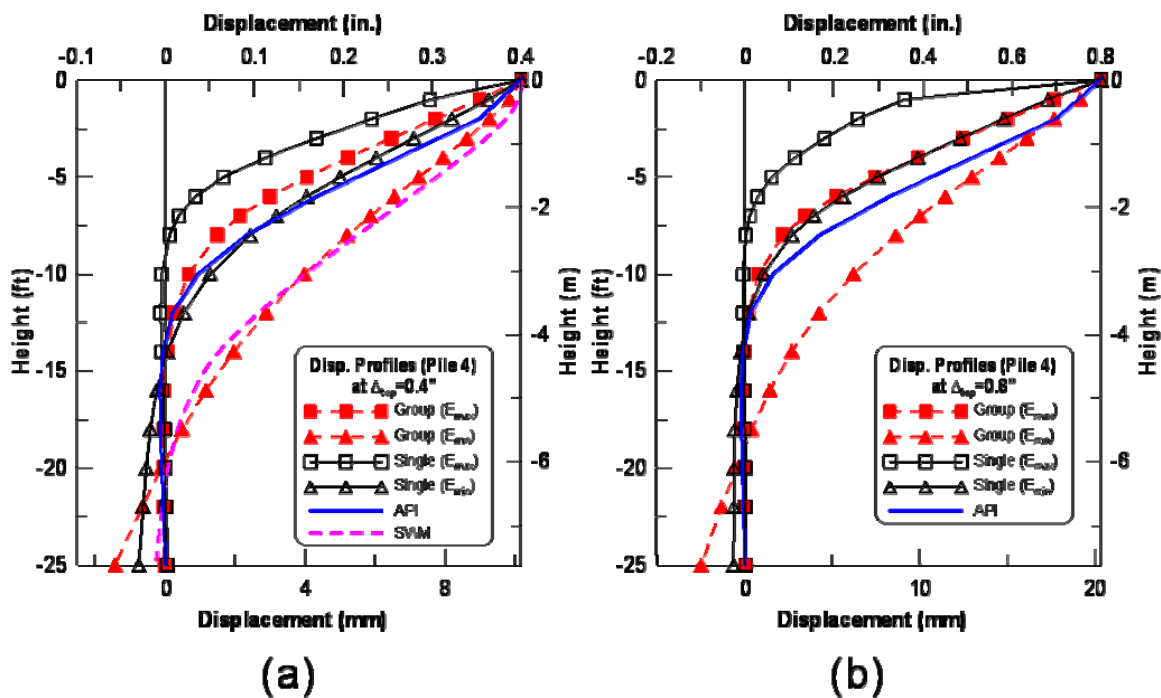 Displacement (in.)
-0.1 0 0.1 0.2 0.3 0.4
0
-5
-10
-15
-20
-25
Height (ft)
0
-2
-4
-6
Height (m)
Disp. Profiles (Pile 4)
at Δtop=0.4"
Group (Emax)
Group (Emin)
Single (Emax)
Single (Emin)
API
SWM
0 2 4 8
Displacement (mm)
(a)
Displacement (in.)
-0.2 0 0.2 0.4 0.6 0.8
0
-5
-10
-15
-20
-25
Height (ft)
0
-2
-4
-6
Height (m)
Disp. Profiles (Pile 4)
at Δtop=0.8"
Group (Emax)
Group (Emin)
Single (Emax)
Single (Emin)
API
0 10 20
Displacement (mm)
(b)